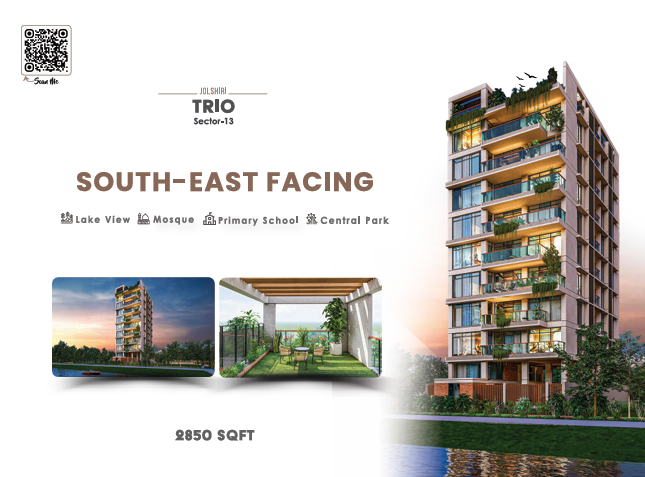 Scan Me
JOLSHIRI
TRIO
Sector-13
SOUTH-EAST FACING
Lake View Mosque Primary School Central Park
2850 SQFT